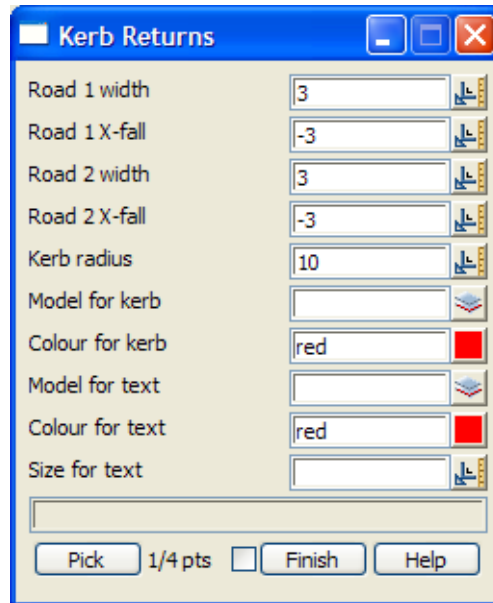 Kerb Returns
Road 1 width 3
Road 1 X-fall -3
Road 2 width 3
Road 2 X-fall -3
Kerb radius 10
Model for kerb
Colour for kerb red
Model for text
Colour for text red
Size for text
Pick 1/4 pts Finish Help